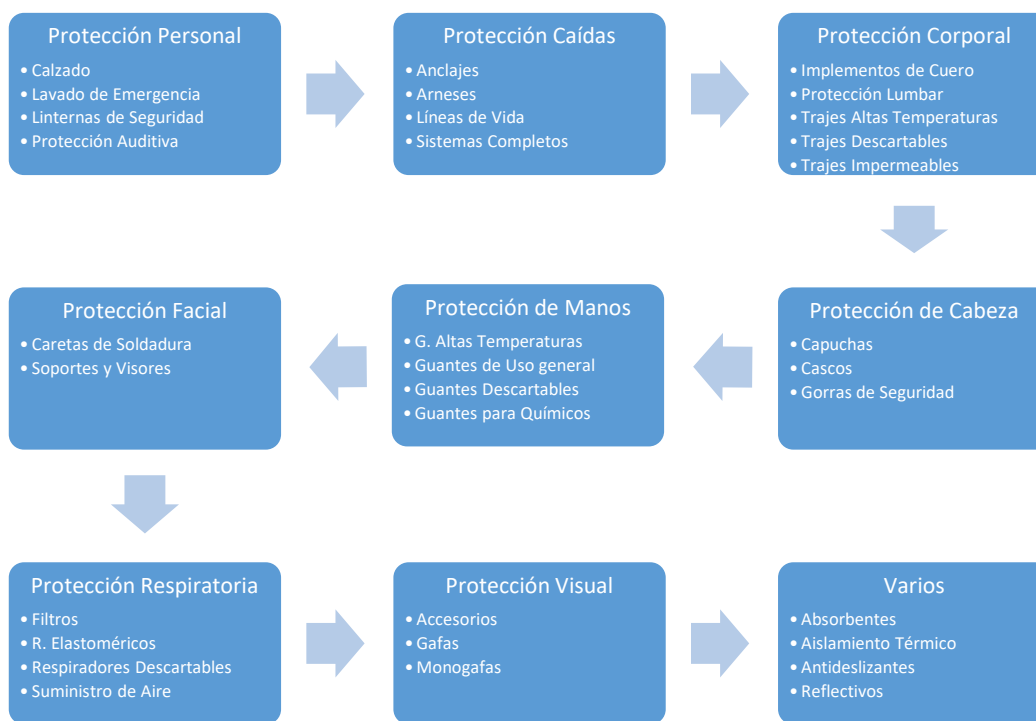 Protección Personal
• Calzado
• Lavado de Emergencia
• Linternas de Seguridad
• Protección Auditiva
Protección Caídas
• Anclajes
• Arneses
• Líneas de Vida
• Sistemas Completos
Protección Corporal
• Implementos de Cuero
• Protección Lumbar
• Trajes Altas Temperaturas
• Trajes Descartables
• Trajes Impermeables
Protección de Cabeza
• Capuchas
• Cascos
• Gorras de Seguridad
Protección de Manos
• G. Altas Temperaturas
• Guantes de Uso general
• Guantes Descartables
• Guantes para Químicos
Protección Facial
• Caretas de Soldadura
• Soportes y Visores
Protección Respiratoria
• Filtros
• R. Elastoméricos
• Respiradores Descartables
• Suministro de Aire
Protección Visual
• Accesorios
• Gafas
• Monogafas
Varios
• Absorbentes
• Aislamiento Térmico
• Antideslizantes
• Reflectivos